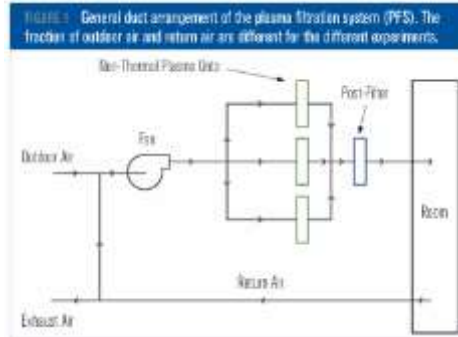 FIGURE 1 General duct arrangement of the plasma filtration system (PFS). The
fraction of outdoor air and return air are different for the different experiments.
Non-Thermal Plasma Units
Post-Filter
Fan
Outdoor Air
Room
Return Air
Exhaust Air